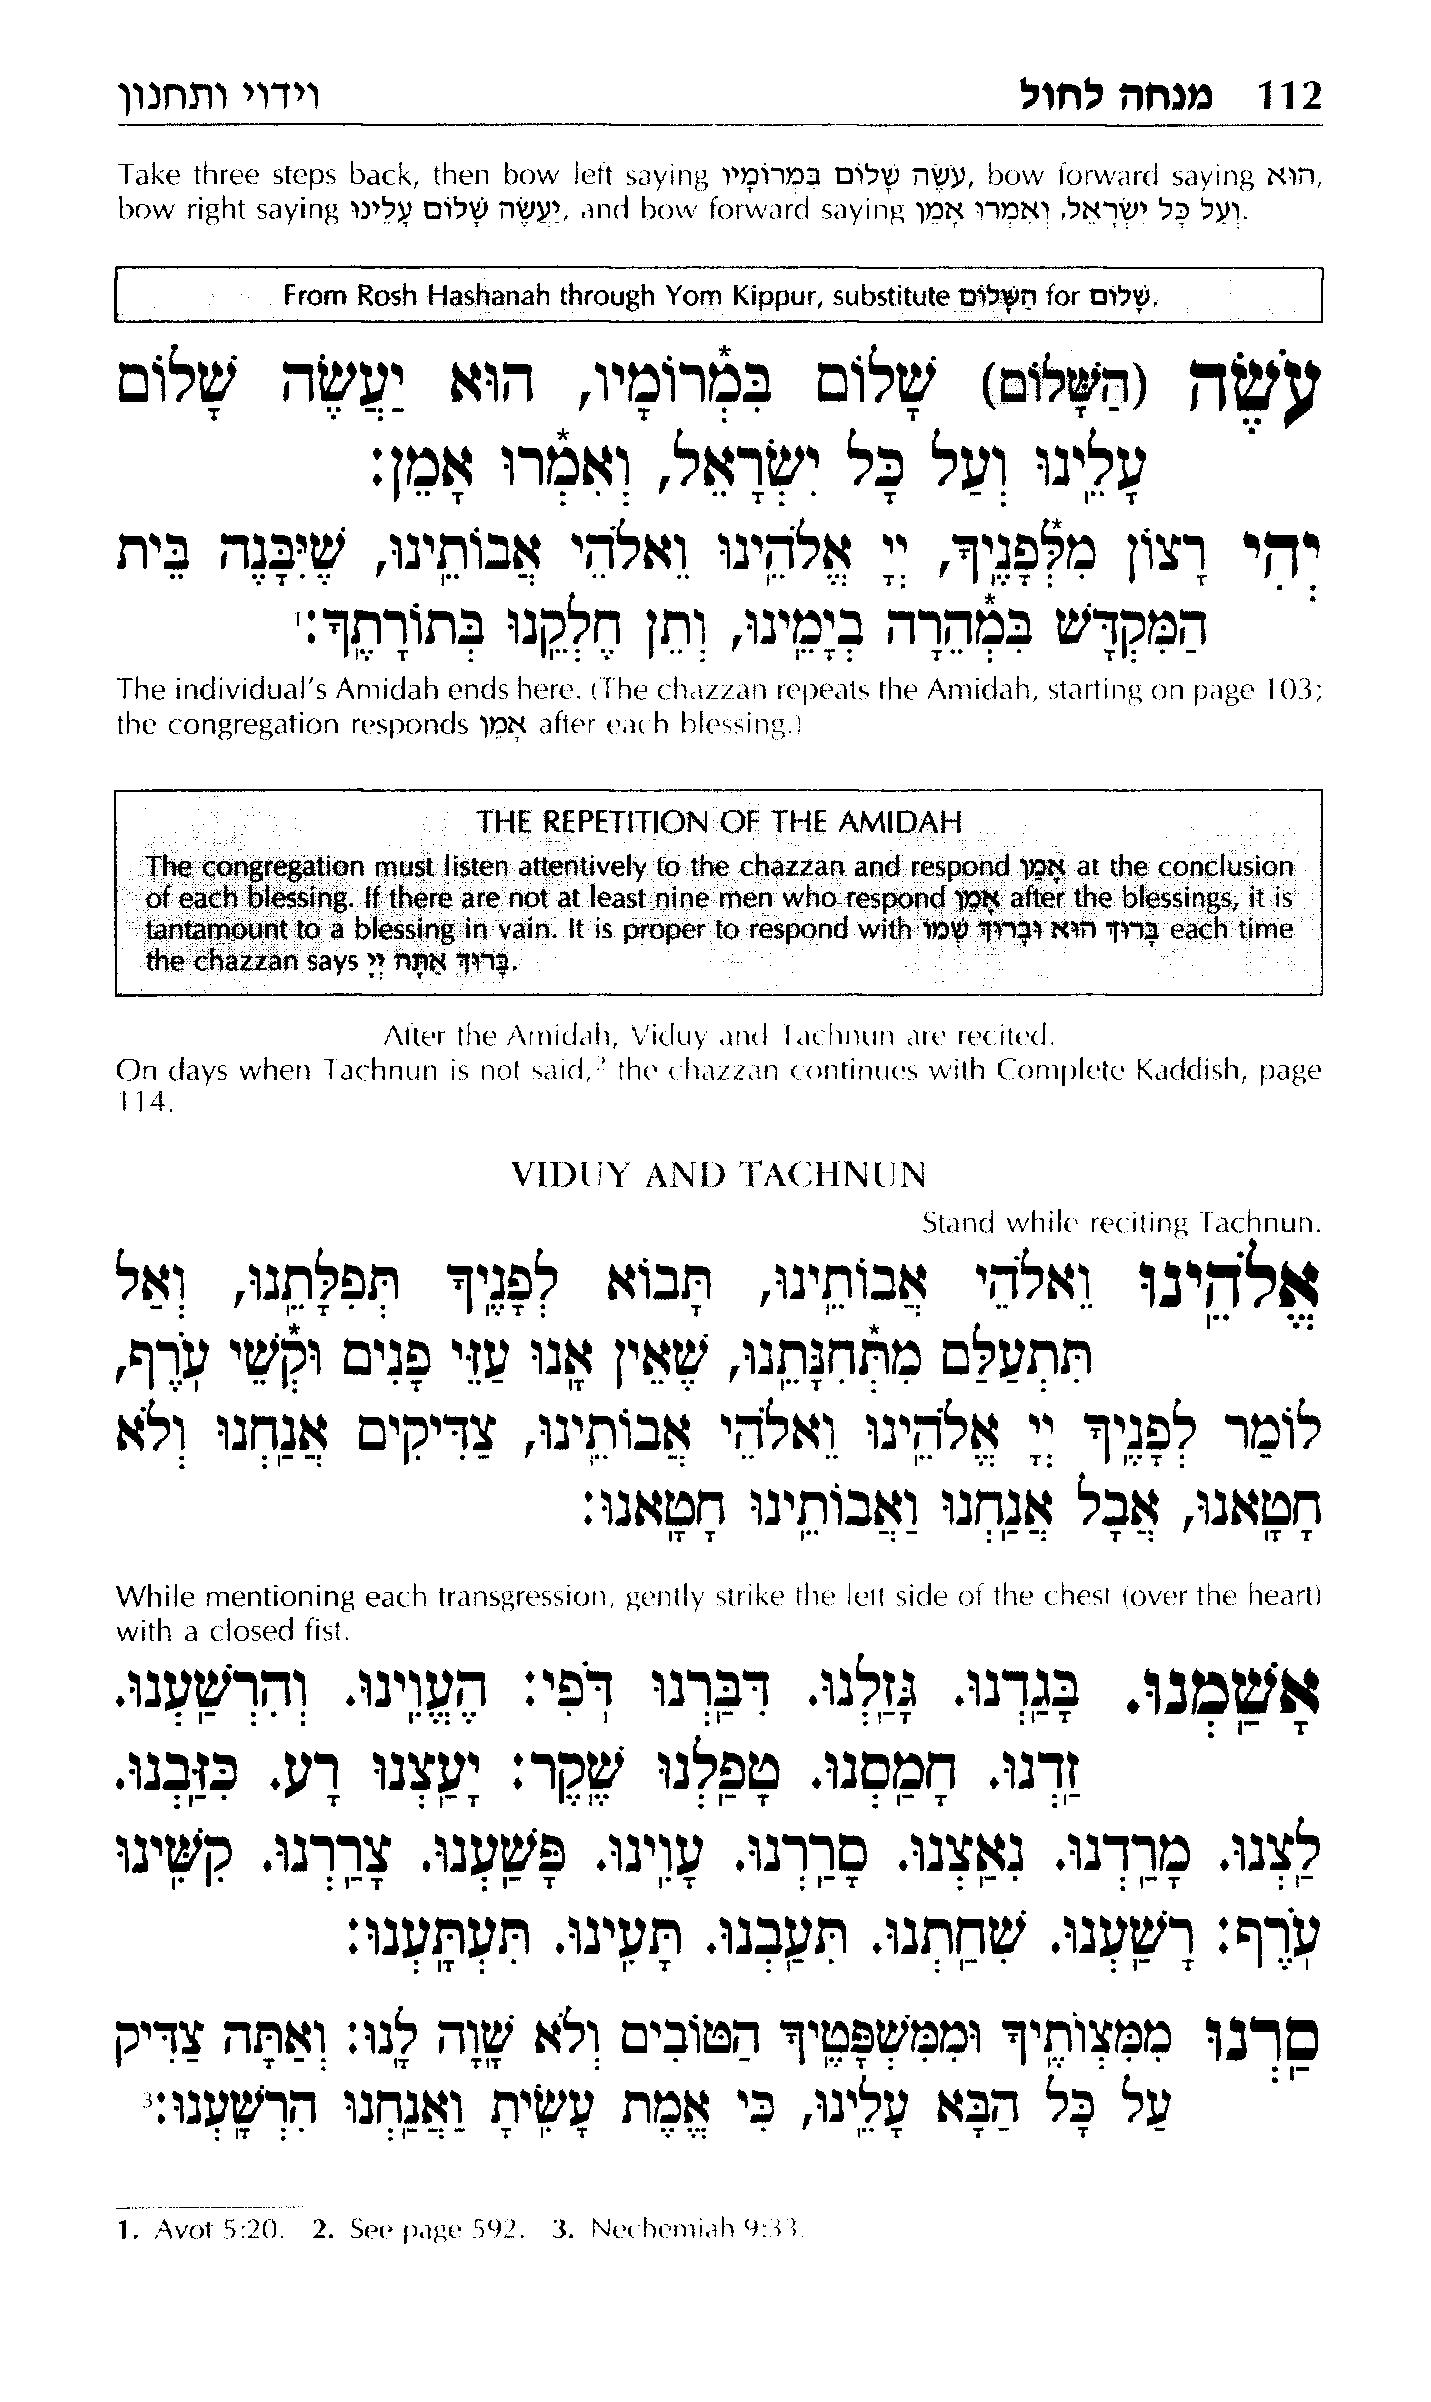 112 מנחה לחול וידוי ותחנון
Take three steps back, then bow left saying עֹשֶׂה שָׁלוֹם בִּמְרוֹמָיו, bow forward saying הוּא,
bow right saying יַעֲשֶׂה שָׁלוֹם עָלֵינוּ, and bow forward saying וְעַל כָּל יִשְׂרָאֵל, וְאִמְרוּ אָמֵן.
From Rosh Hashanah through Yom Kippur, substitute הַשָּׁלוֹם for שָׁלוֹם.
עֹשֶׂה (הַשָּׁלוֹם) שָׁלוֹם בִּמְ*רוֹמָיו, הוּא יַעֲשֶׂה שָׁלוֹם
עָלֵֽינוּ וְעַל כָּל יִשְׂרָאֵל, וְאִמְ*רוּ אָמֵן:
יְהִי רָצוֹן מִלְּ*פָנֶֽיךָ, יְיָ אֱלֹהֵֽינוּ וֵאלֹהֵי אֲבוֹתֵֽינוּ, שֶׁיִּבָּנֶה בֵּית
הַמִּקְדָּשׁ בִּמְ*הֵרָה בְיָמֵֽינוּ, וְתֵן חֶלְקֵֽנוּ בְּתוֹרָתֶֽךָ:¹
The individual's Amidah ends here. (The chazzan repeats the Amidah, starting on page 103;
the congregation responds אָמֵן after each blessing.)
THE REPETITION OF THE AMIDAH
The congregation must listen attentively to the chazzan and respond אָמֵן at the conclusion
of each blessing. If there are not at least nine men who respond אָמֵן after the blessings, it is
tantamount to a blessing in vain. It is proper to respond with בָּרוּךְ הוּא וּבָרוּךְ שְׁמוֹ each time
the chazzan says בָּרוּךְ אַתָּה יְיָ.
After the Amidah, Viduy and Tachnun are recited.
On days when Tachnun is not said,² the chazzan continues with Complete Kaddish, page
114.
VIDUY AND TACHNUN
Stand while reciting Tachnun.
אֱלֹהֵֽינוּ וֵאלֹהֵי אֲבוֹתֵֽינוּ, תָּבוֹא לְפָנֶֽיךָ תְּפִלָּתֵֽנוּ, וְאַל
תִּתְעַלַּם מִתְּ*חִנָּתֵֽנוּ, שֶׁאֵין אָֽנוּ עַזֵּי פָנִים וּקְ*שֵׁי עֹֽרֶף,
לוֹמַר לְפָנֶֽיךָ יְיָ אֱלֹהֵֽינוּ וֵאלֹהֵי אֲבוֹתֵֽינוּ, צַדִּיקִים אֲנַֽחְנוּ וְלֹא
חָטָֽאנוּ, אֲבָל אֲנַֽחְנוּ וַאֲבוֹתֵֽינוּ חָטָֽאנוּ:
While mentioning each transgression, gently strike the left side of the chest (over the heart)
with a closed fist.
אָשַֽׁמְנוּ. בָּגַֽדְנוּ. גָּזַֽלְנוּ. דִּבַּֽרְנוּ דֹּֽפִי: הֶעֱוִֽינוּ. וְהִרְשַֽׁעְנוּ.
זַֽדְנוּ. חָמַֽסְנוּ. טָפַֽלְנוּ שֶֽׁקֶר: יָעַֽצְנוּ רָע. כִּזַּֽבְנוּ.
לַֽצְנוּ. מָרַֽדְנוּ. נִאַֽצְנוּ. סָרַֽרְנוּ. עָוִֽינוּ. פָּשַֽׁעְנוּ. צָרַֽרְנוּ. קִשִּֽׁינוּ
עֹֽרֶף: רָשַֽׁעְנוּ. שִׁחַֽתְנוּ. תִּעַֽבְנוּ. תָּעִֽינוּ. תִּעְתָּֽעְנוּ:
סַֽרְנוּ מִמִּצְוֹתֶֽיךָ וּמִמִּשְׁפָּטֶֽיךָ הַטּוֹבִים וְלֹא שָֽׁוָה לָֽנוּ: וְאַתָּה צַדִּיק
עַל כָּל הַבָּא עָלֵֽינוּ, כִּי אֱמֶת עָשִֽׂיתָ וַאֲנַֽחְנוּ הִרְשָֽׁעְנוּ:³
1. Avot 5:20. 2. See page 592. 3. Nechemiah 9:33.